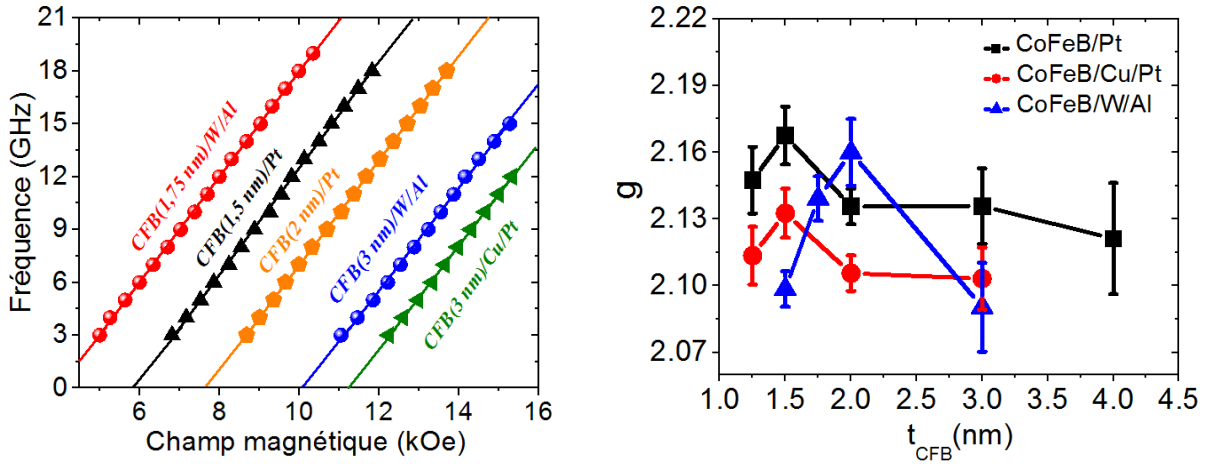 21
18
15
12
9
6
3
0
Fréquence (GHz)
CFB(1,75 nm)/W/Al
CFB(1,5 nm)/Pt
CFB(2 nm)/Pt
CFB(3 nm)/W/Al
CFB(3 nm)/Cu/Pt
6 8 10 12 14 16
Champ magnétique (kOe)
2.22
2.19
2.16
2.13
2.10
2.07
g
CoFeB/Pt
CoFeB/Cu/Pt
CoFeB/W/Al
1.0 1.5 2.0 2.5 3.0 3.5 4.0 4.5
tCFB(nm)